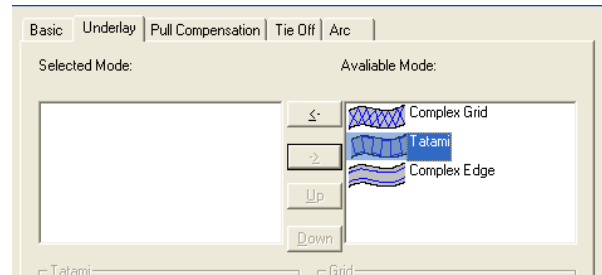 Basic Underlay Pull Compensation Tie Off Arc
Selected Mode: Avaliable Mode:
<- Complex Grid
-> Tatami
Complex Edge
Up
Down
Tatami Grid